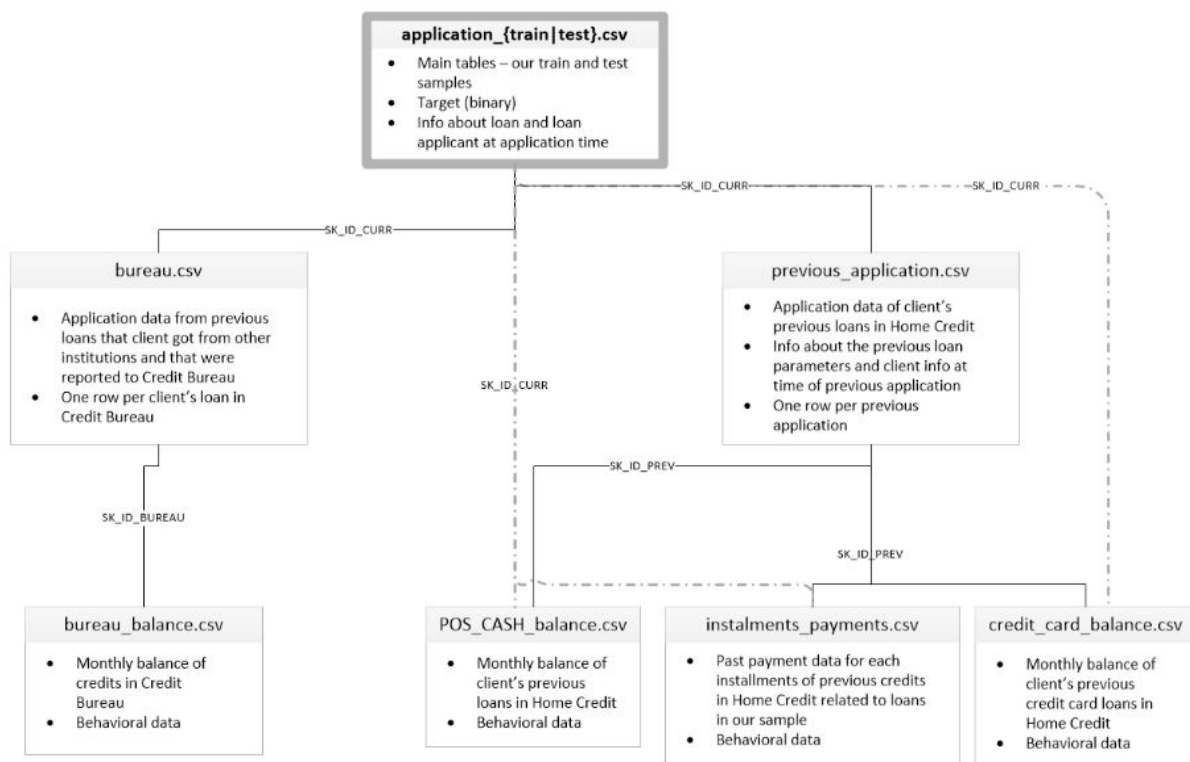 application_{train|test}.csv
• Main tables – our train and test
samples
• Target (binary)
• Info about loan and loan
applicant at application time
SK_ID_CURR
SK_ID_CURR
SK_ID_CURR
bureau.csv
• Application data from previous
loans that client got from other
institutions and that were
reported to Credit Bureau
• One row per client's loan in
Credit Bureau
SK_ID_CURR
previous_application.csv
• Application data of client's
previous loans in Home Credit
• Info about the previous loan
parameters and client info at
time of previous application
• One row per previous
application
SK_ID_PREV
SK_ID_BUREAU
SK_ID_PREV
bureau_balance.csv
• Monthly balance of
credits in Credit
Bureau
• Behavioral data
POS_CASH_balance.csv
• Monthly balance of
client's previous
loans in Home Credit
• Behavioral data
instalments_payments.csv
• Past payment data for each
installments of previous credits
in Home Credit related to loans
in our sample
• Behavioral data
credit_card_balance.csv
• Monthly balance of
client's previous
credit card loans in
Home Credit
• Behavioral data